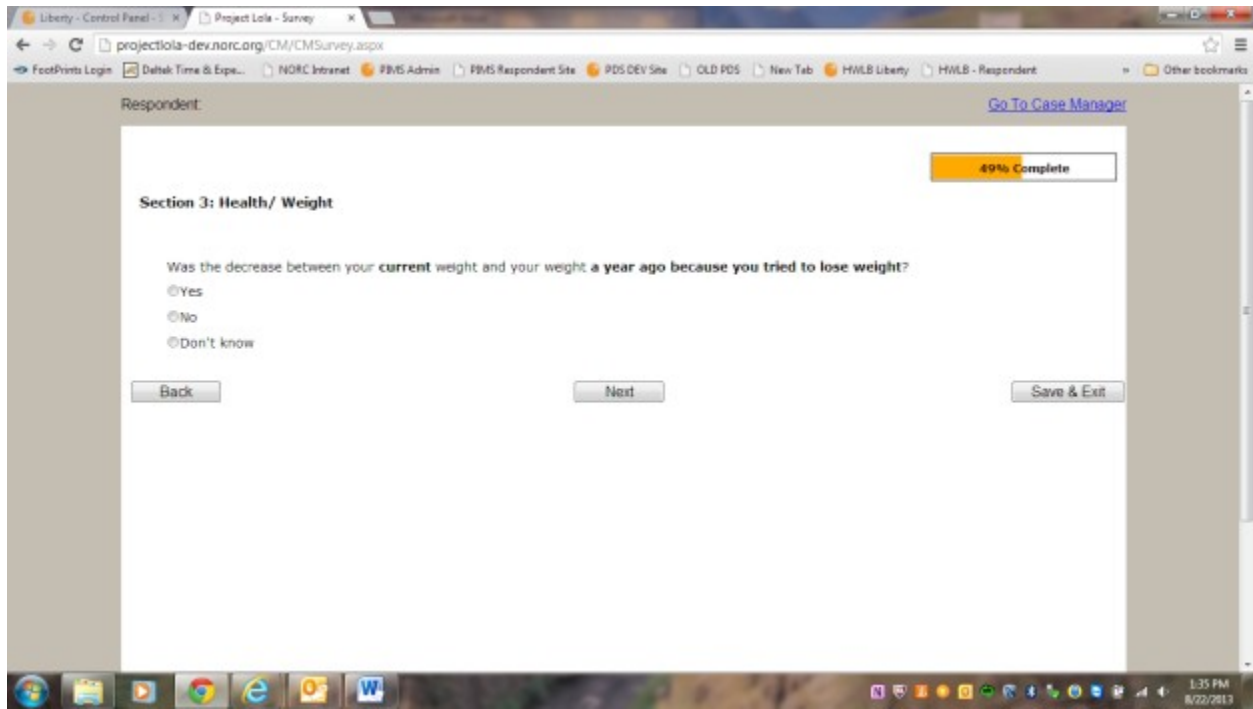 Liberty - Control Panel - S
Project Lola - Survey
projectlola-dev.norc.org/CM/CMSurvey.aspx
FootPrints Login Deltek Time & Expe... NORC Intranet PIMS Admin PIMS Respondent Site PDS DEV Site OLD PDS New Tab HWLB Liberty HWLB - Respondent » Other bookmarks
Respondent: Go To Case Manager
49% Complete
Section 3: Health/ Weight
Was the decrease between your current weight and your weight a year ago because you tried to lose weight?
Yes
No
Don't know
Back Next Save & Exit
1:35 PM
8/22/2013